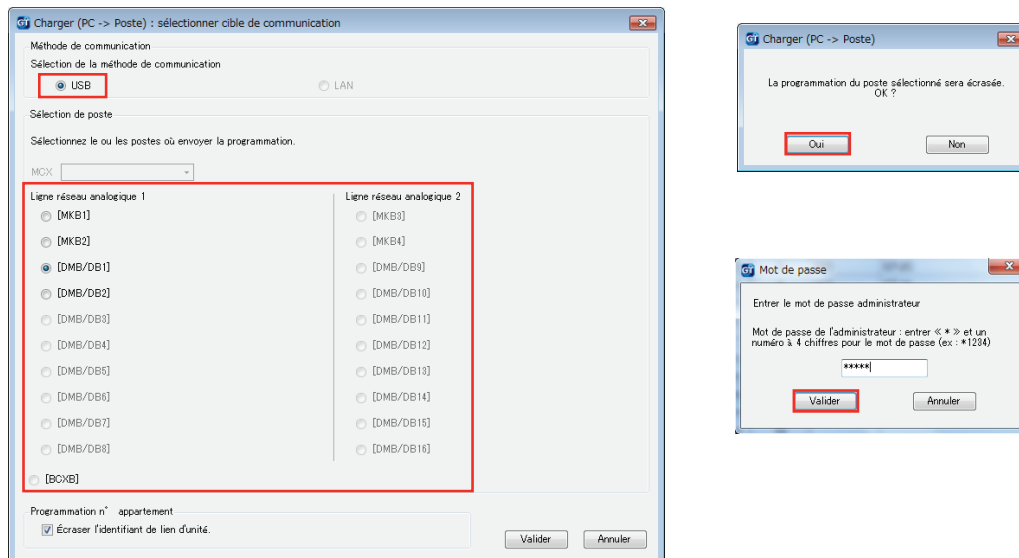 Charger (PC -> Poste) : sélectionner cible de communication
Méthode de communication
Sélection de la méthode de communication
USB
LAN
Sélection de poste
Sélectionnez le ou les postes où envoyer la programmation.
MCX
Ligne réseau analogique 1
Ligne réseau analogique 2
[MKB1]
[MKB3]
[MKB2]
[MKB4]
[DMB/DB1]
[DMB/DB9]
[DMB/DB2]
[DMB/DB10]
[DMB/DB3]
[DMB/DB11]
[DMB/DB4]
[DMB/DB12]
[DMB/DB5]
[DMB/DB13]
[DMB/DB6]
[DMB/DB14]
[DMB/DB7]
[DMB/DB15]
[DMB/DB8]
[DMB/DB16]
[BCXB]
Programmation n° appartement
Écraser l'identifiant de lien d'unité.
Valider
Annuler
Charger (PC -> Poste)
La programmation du poste sélectionné sera écrasée.
OK ?
Oui
Non
Mot de passe
Entrer le mot de passe administrateur
Mot de passe de l'administrateur : entrer « * » et un
numéro à 4 chiffres pour le mot de passe (ex : *1234)
*****
Valider
Annuler